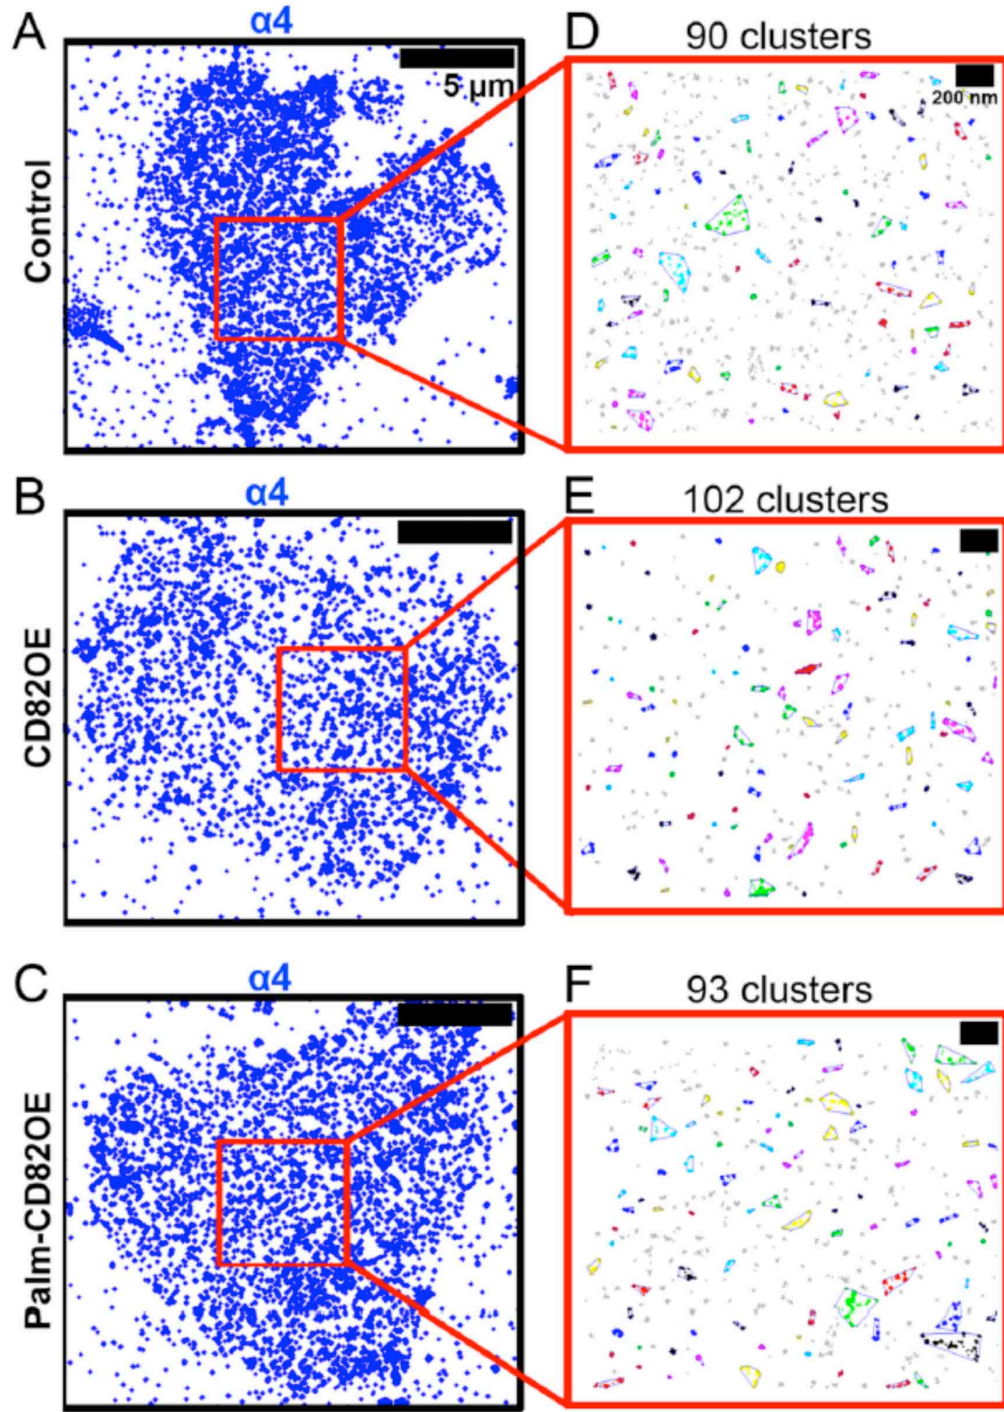 A
α4
D
90 clusters
5 µm
200 nm
Control
B
α4
E
102 clusters
CD82OE
C
α4
F
93 clusters
Palm-CD82OE